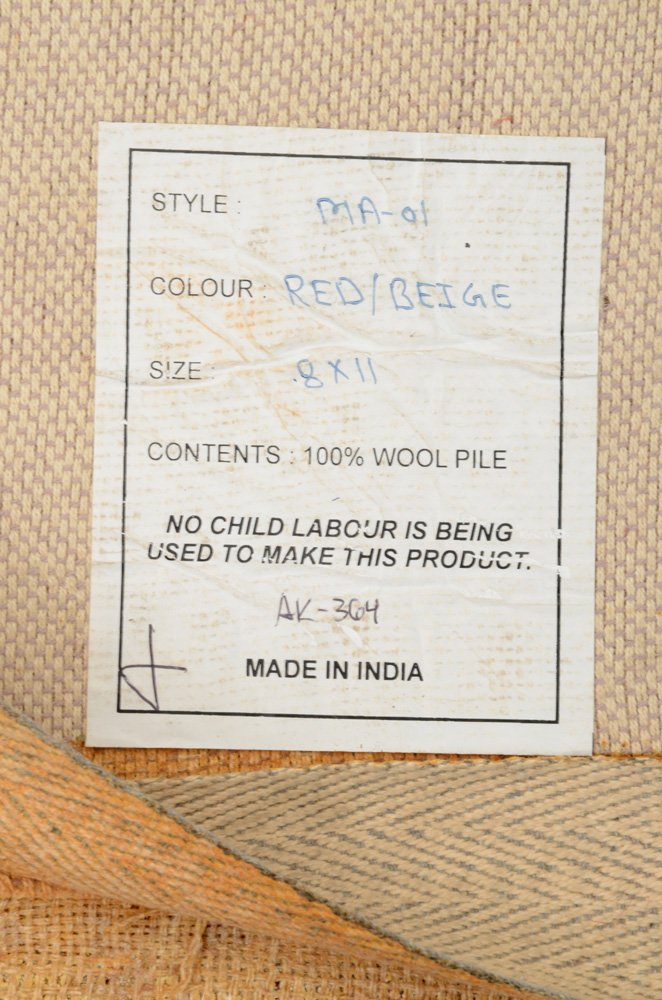 STYLE : MA-01
COLOUR : RED/BEIGE
SIZE : 8X11
CONTENTS : 100% WOOL PILE
NO CHILD LABOUR IS BEING
USED TO MAKE THIS PRODUCT.
AK-364
MADE IN INDIA